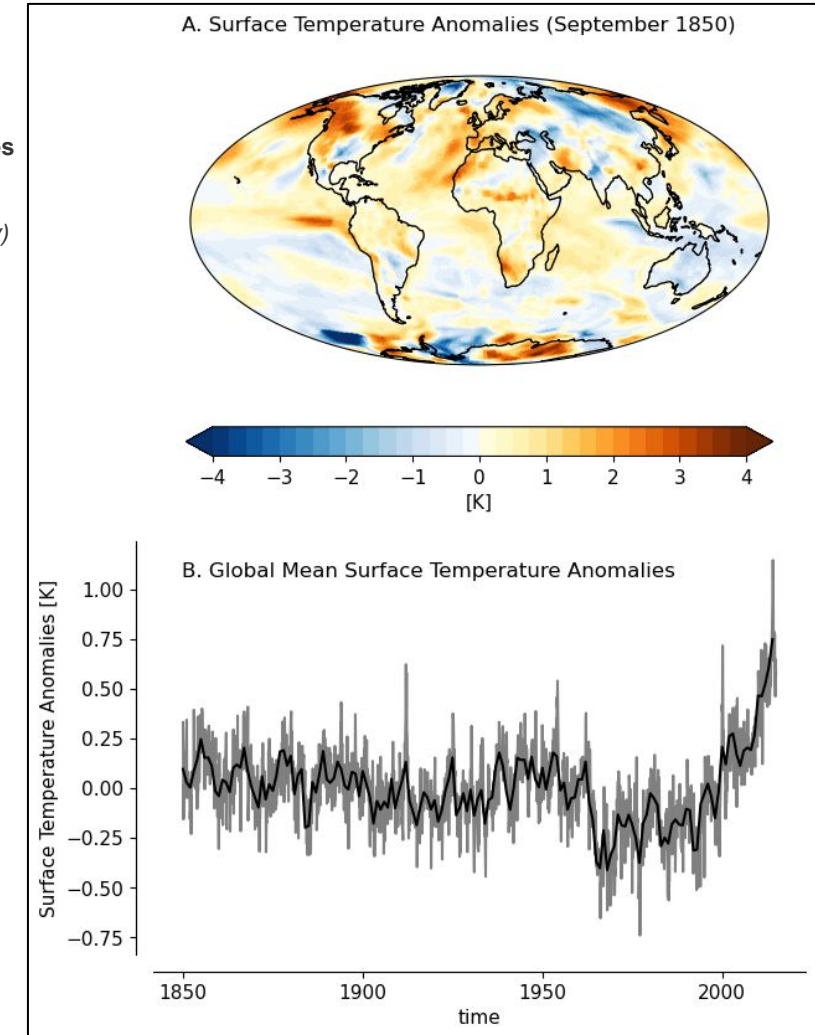 A. Surface Temperature Anomalies (September 1850)
−4 −3 −2 −1 0 1 2 3 4
[K]
B. Global Mean Surface Temperature Anomalies
Surface Temperature Anomalies [K]
1.00
0.75
0.50
0.25
0.00
−0.25
−0.50
−0.75
1850 1900 1950 2000
time